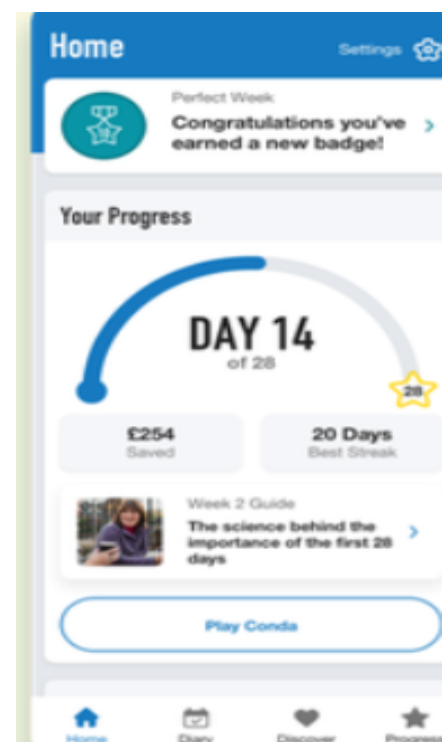 Home
Settings
Perfect Week
Congratulations you've
earned a new badge!
Your Progress
DAY 14
of 28
28
£254
Saved
20 Days
Best Streak
Week 2 Guide
The science behind the
importance of the first 28
days
Play Conda
Home
Diary
Discover
Progress